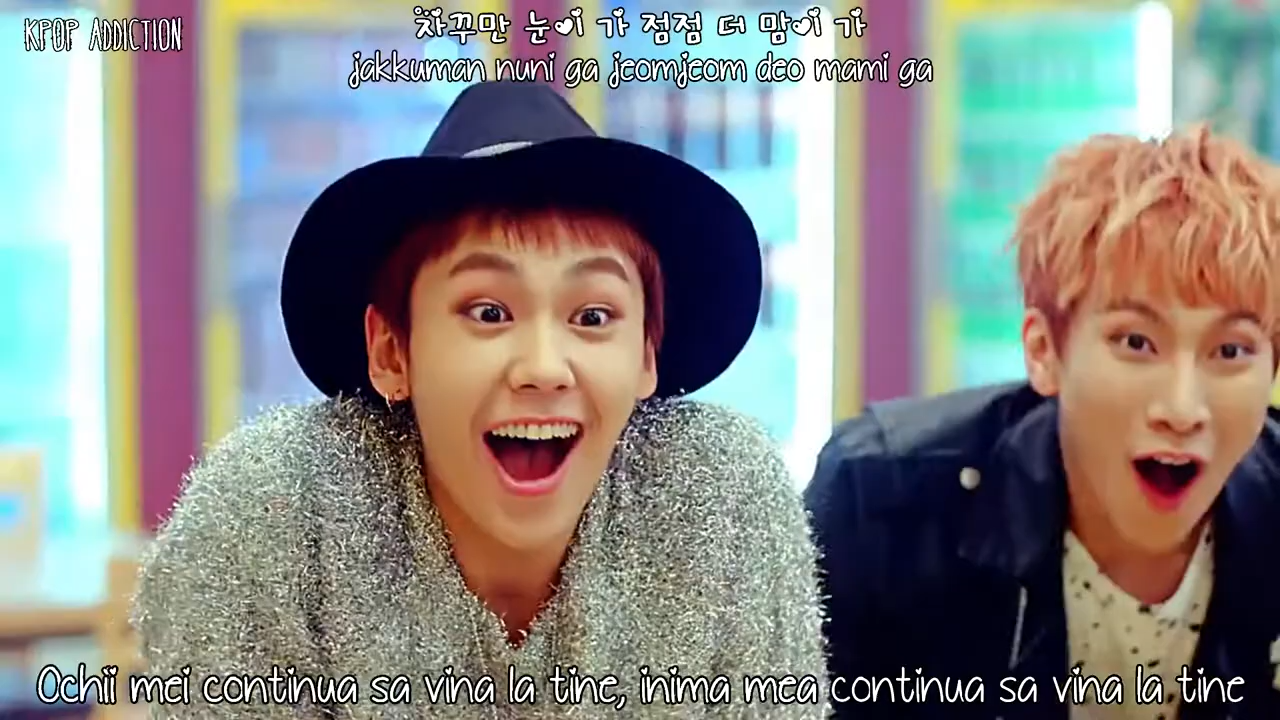 KPOP ADDICTION
차꾸만 눈이 가 점점 더 맘이 가
jakkuman nuni ga jeomjeom deo mami ga
Ochii mei continua sa vina la tine, inima mea continua sa vina la tine